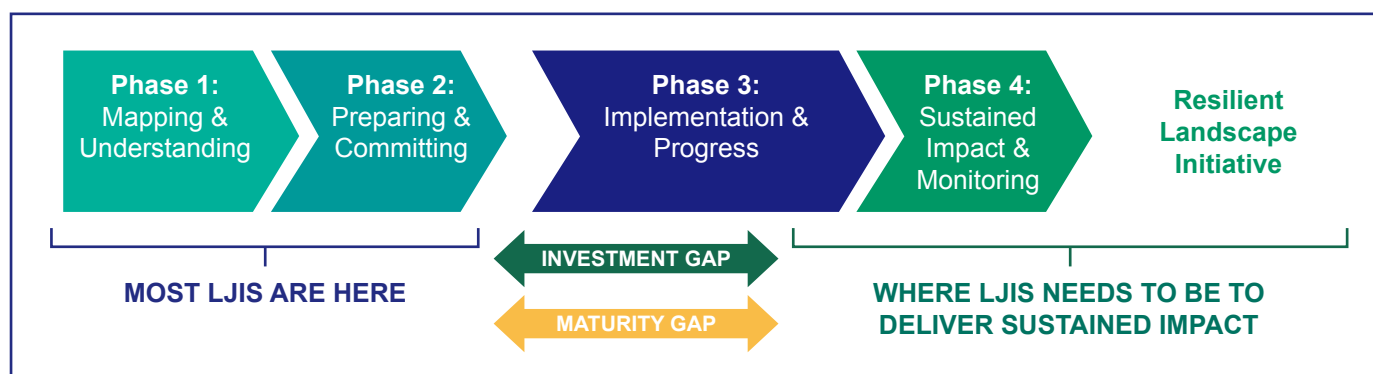 Phase 1:
Mapping &
Understanding
Phase 2:
Preparing &
Committing
Phase 3:
Implementation &
Progress
Phase 4:
Sustained
Impact &
Monitoring
Resilient
Landscape
Initiative
MOST LJIS ARE HERE
INVESTMENT GAP
MATURITY GAP
WHERE LJIS NEEDS TO BE TO
DELIVER SUSTAINED IMPACT